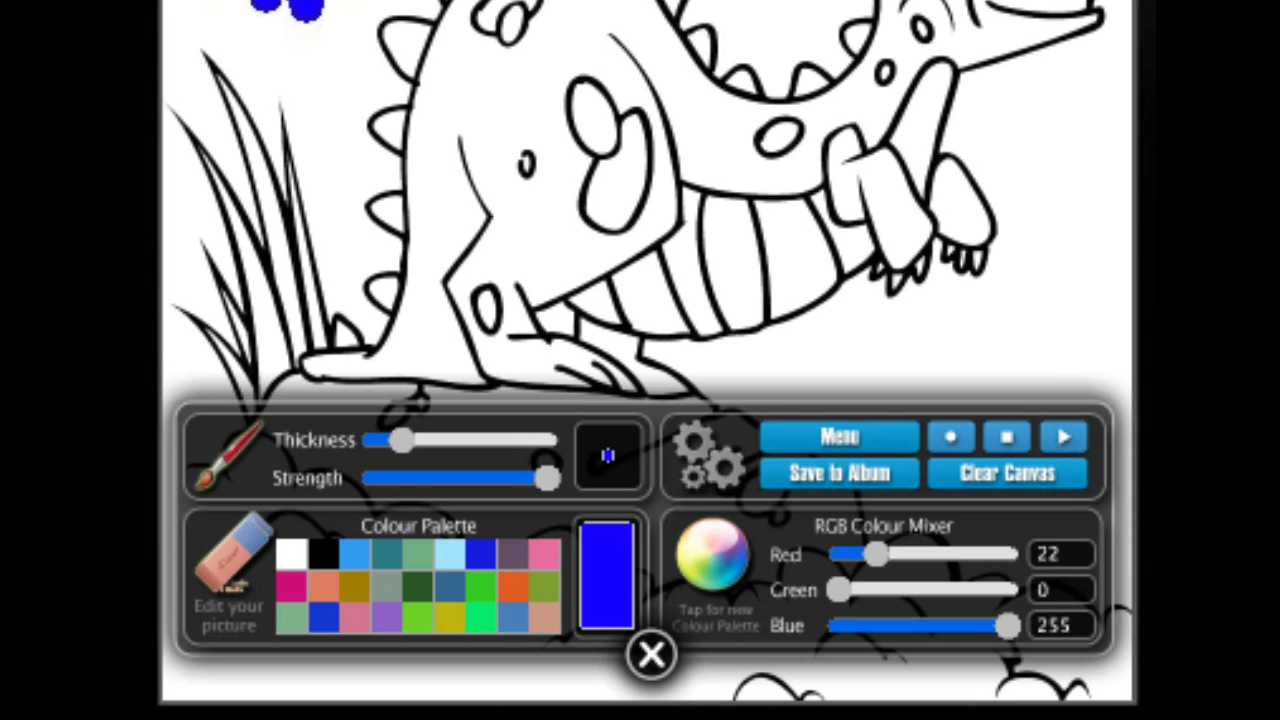 Thickness
Strength
Menu
Save to Album
Clear Canvas
Colour Palette
Edit your
picture
RGB Colour Mixer
Red
22
Green
0
Tap for new
Colour Palette
Blue
255